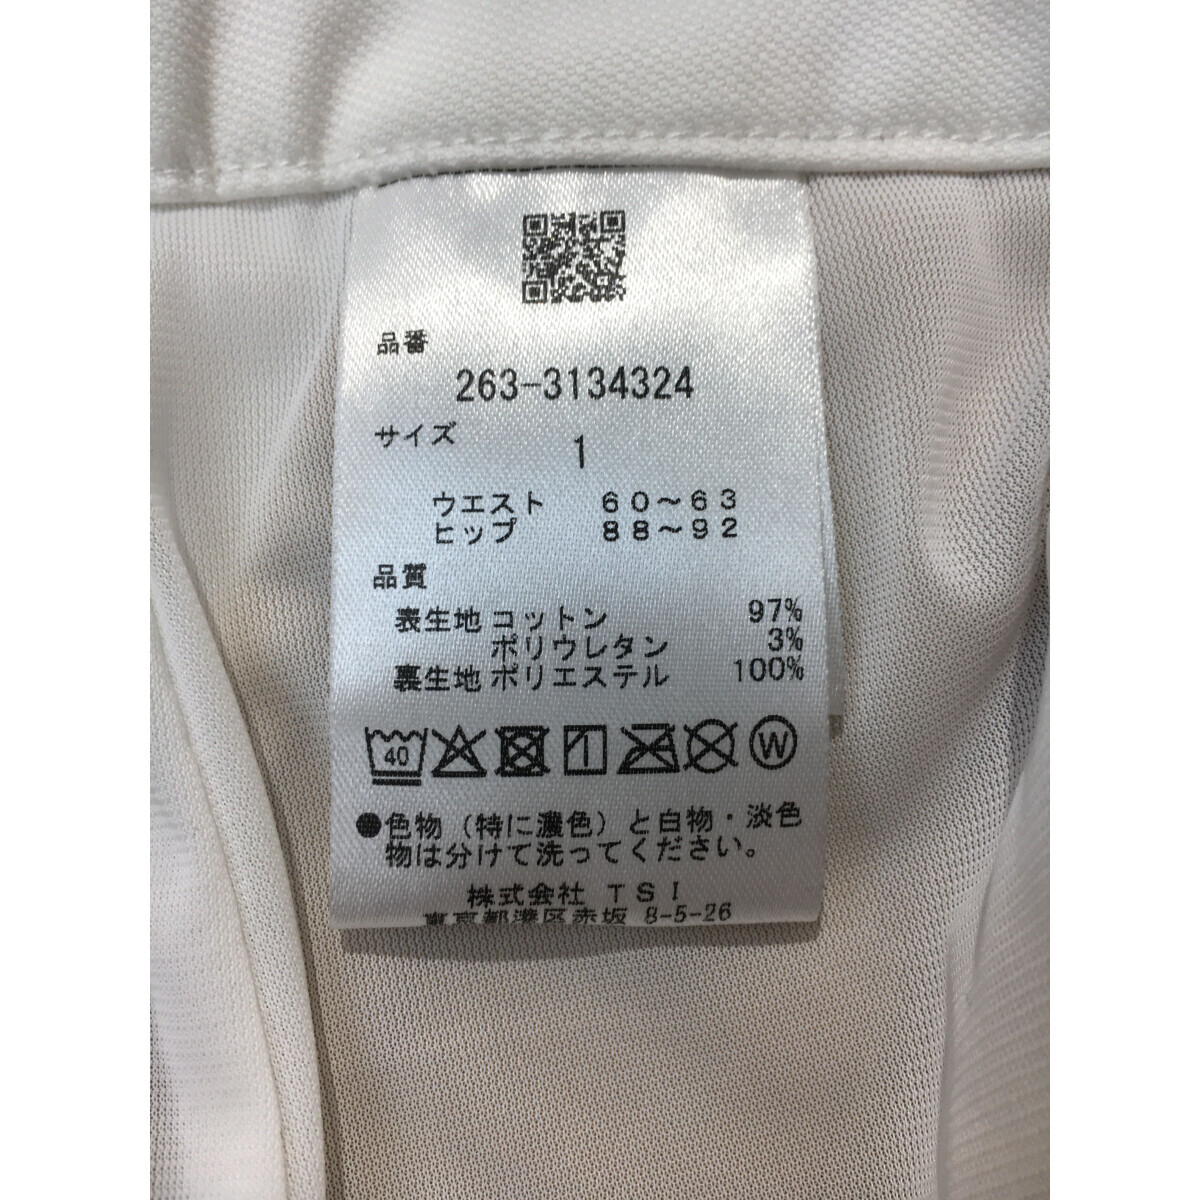 品番
263-3134324
サイズ
1
ウエスト 60～63
ヒップ 88～92
品質
表生地 コットン 97%
ポリウレタン 3%
裏生地 ポリエステル 100%
40 W
●色物（特に濃色）と白物・淡色
物は分けて洗ってください。
株式会社 TSI
東京都港区赤坂 8-5-26